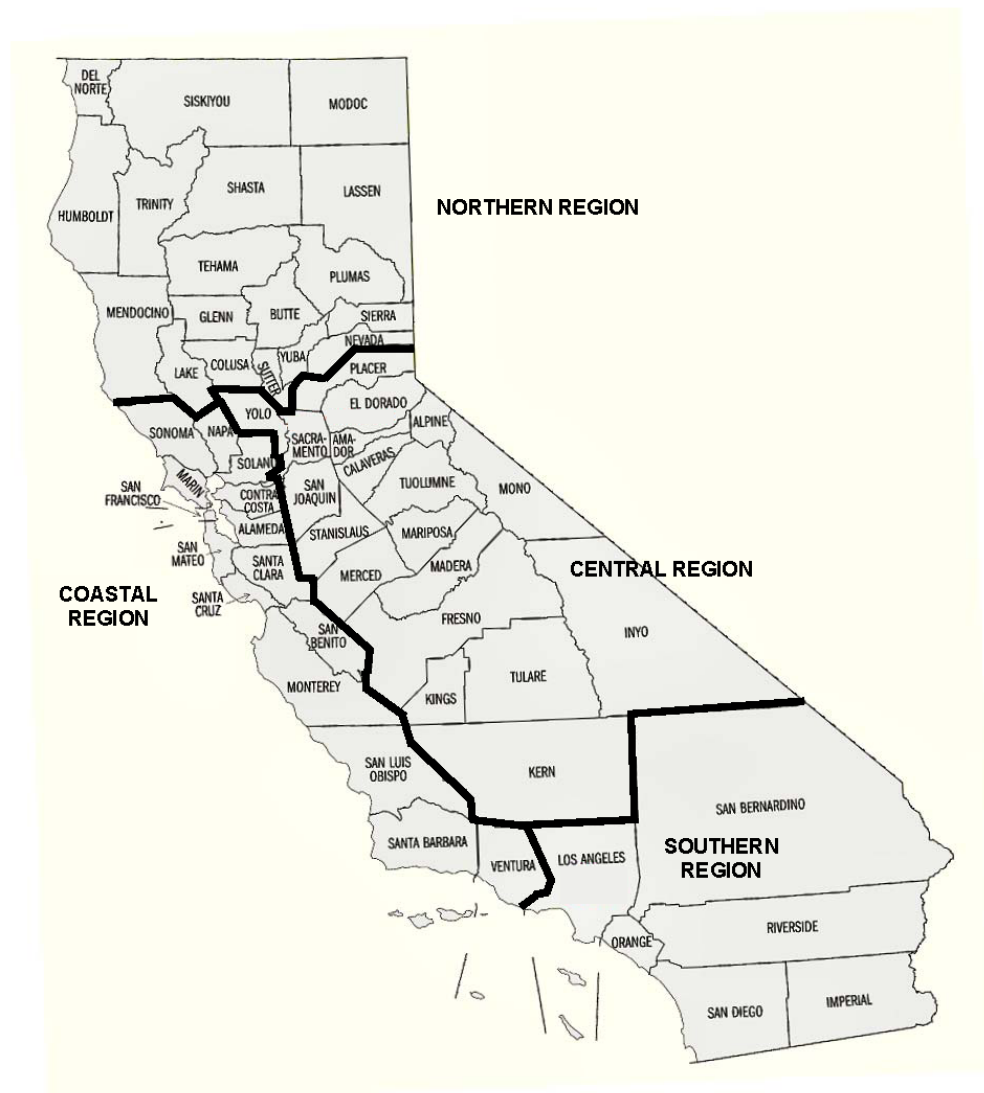 DEL
NORTE
SISKIYOU
MODOC
HUMBOLDT
TRINITY
SHASTA
LASSEN
NORTHERN REGION
TEHAMA
PLUMAS
MENDOCINO
GLENN
BUTTE
SIERRA
NEVADA
YUBA
LAKE
COLUSA
SUTTER
PLACER
YOLO
EL DORADO
SONOMA
NAPA
SACRA-
MENTO
AMA-
DOR
ALPINE
SOLANO
CALAVERAS
MARIN
SAN
FRANCISCO
CONTRA
COSTA
SAN
JOAQUIN
TUOLUMNE
MONO
ALAMEDA
STANISLAUS
MARIPOSA
SAN
MATEO
SANTA
CLARA
MERCED
MADERA
CENTRAL REGION
COASTAL
REGION
SANTA
CRUZ
SAN
BENITO
FRESNO
INYO
MONTEREY
KINGS
TULARE
SAN LUIS
OBISPO
KERN
SAN BERNARDINO
SANTA BARBARA
VENTURA
LOS ANGELES
SOUTHERN
REGION
ORANGE
RIVERSIDE
SAN DIEGO
IMPERIAL